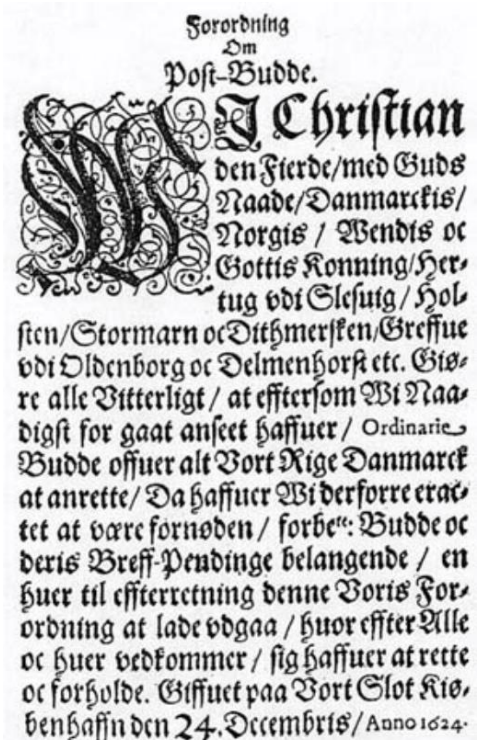 Forordning
Om
Post-Budde.
WJ Christian
den Fierde/med Guds
Naade/Danmarckis/
Norgis / Wendis oc
Gottis Konning/Her-
tug vdi Slesuig / Hol-
sten/Stormarn oc Dithmersken/Greffue
vdi Oldenborg oc Delmenhorst etc. Giø-
re alle Vitterligt / at efftersom Wi Naa-
digst for gaat anseet haffuer / Ordinarie
Budde offuer alt Vort Rige Danmarck
at anrette/ Da haffuer Wi derforre erac-
tet at være fornøden / forbe^te: Budde oc
deris Breff-Pendinge belangende / en
huer til effterretning denne Voris For-
ordning at lade vdgaa / huor effter Alle
oc huer vedkommer / sig haffuer at rette
oc forholde. Giffuet paa Vort Slot Kiø-
benhaffn den 24. Decembris/ Anno 1624.